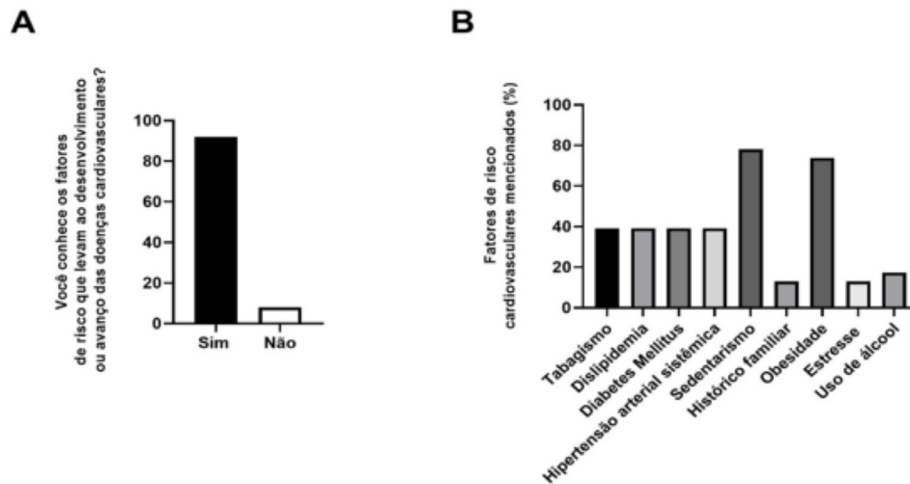 A
Você conhece os fatores
de risco que levam ao desenvolvimento
ou avanço das doenças cardiovasculares?
100
80
60
40
20
0
Sim
Não
B
Fatores de risco
cardiovasculares mencionados (%)
100
80
60
40
20
0
Tabagismo
Dislipidemia
Diabetes Mellitus
Hipertensão arterial sistêmica
Sedentarismo
Histórico familiar
Obesidade
Estresse
Uso de álcool